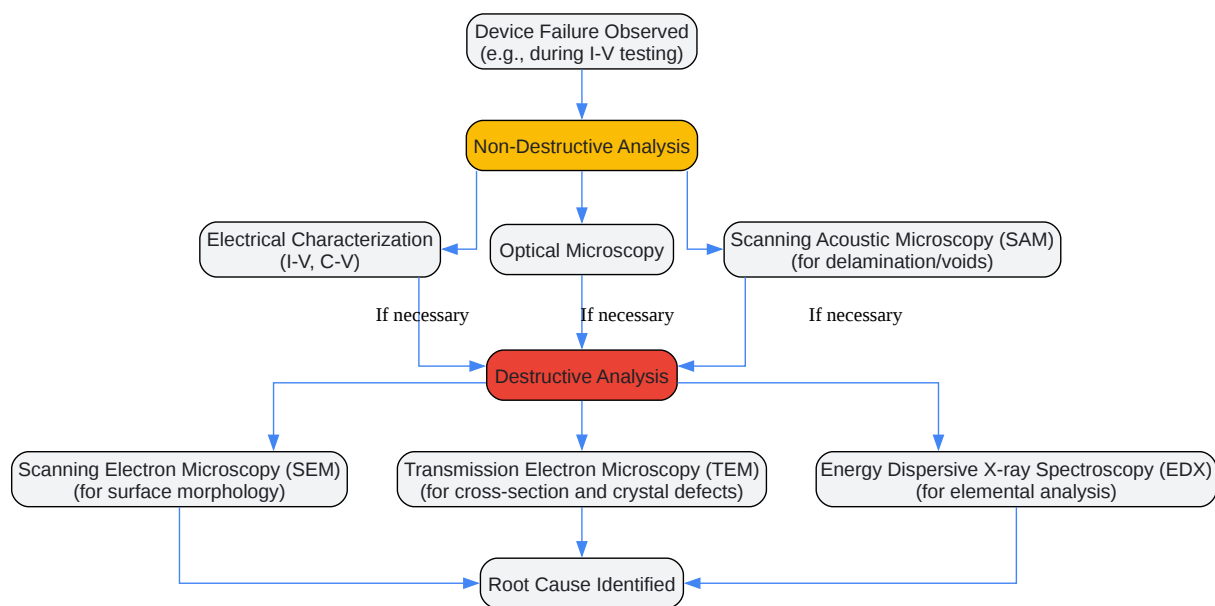 Device Failure Observed
(e.g., during I-V testing)
Non-Destructive Analysis
Electrical Characterization
(I-V, C-V)
Optical Microscopy
Scanning Acoustic Microscopy (SAM)
(for delamination/voids)
If necessary
If necessary
If necessary
Destructive Analysis
Scanning Electron Microscopy (SEM)
(for surface morphology)
Transmission Electron Microscopy (TEM)
(for cross-section and crystal defects)
Energy Dispersive X-ray Spectroscopy (EDX)
(for elemental analysis)
Root Cause Identified